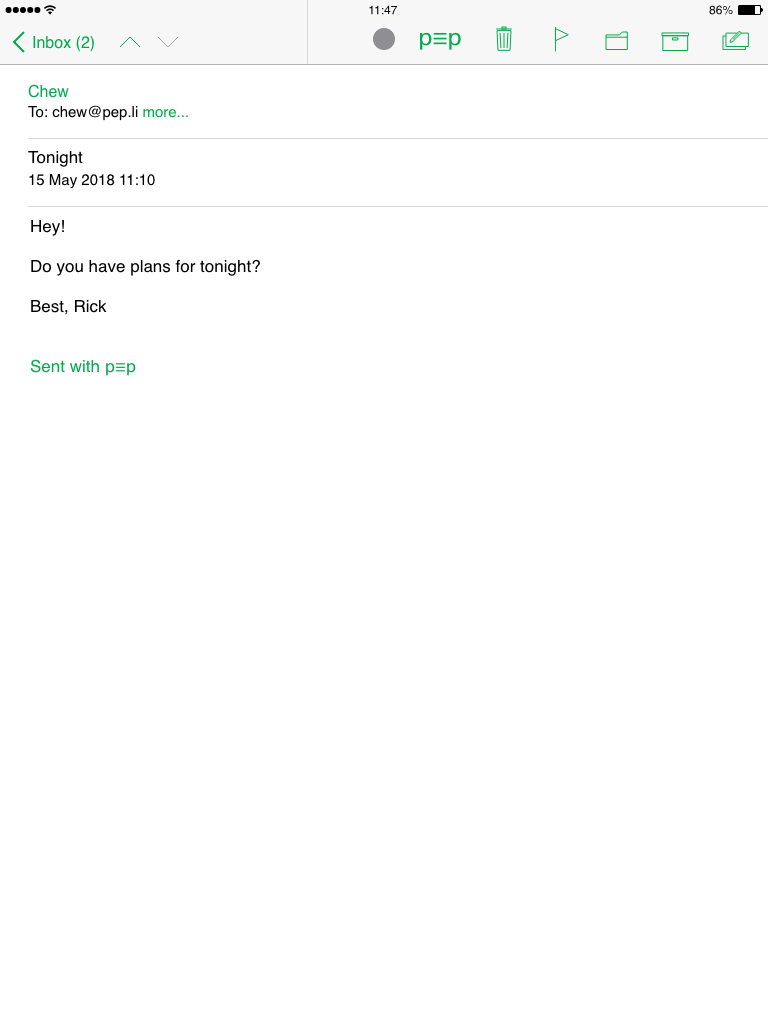 11:47
86%
Inbox (2)
p≡p
Chew
To: chew@pep.li more...
Tonight
15 May 2018 11:10
Hey!
Do you have plans for tonight?
Best, Rick
Sent with p≡p